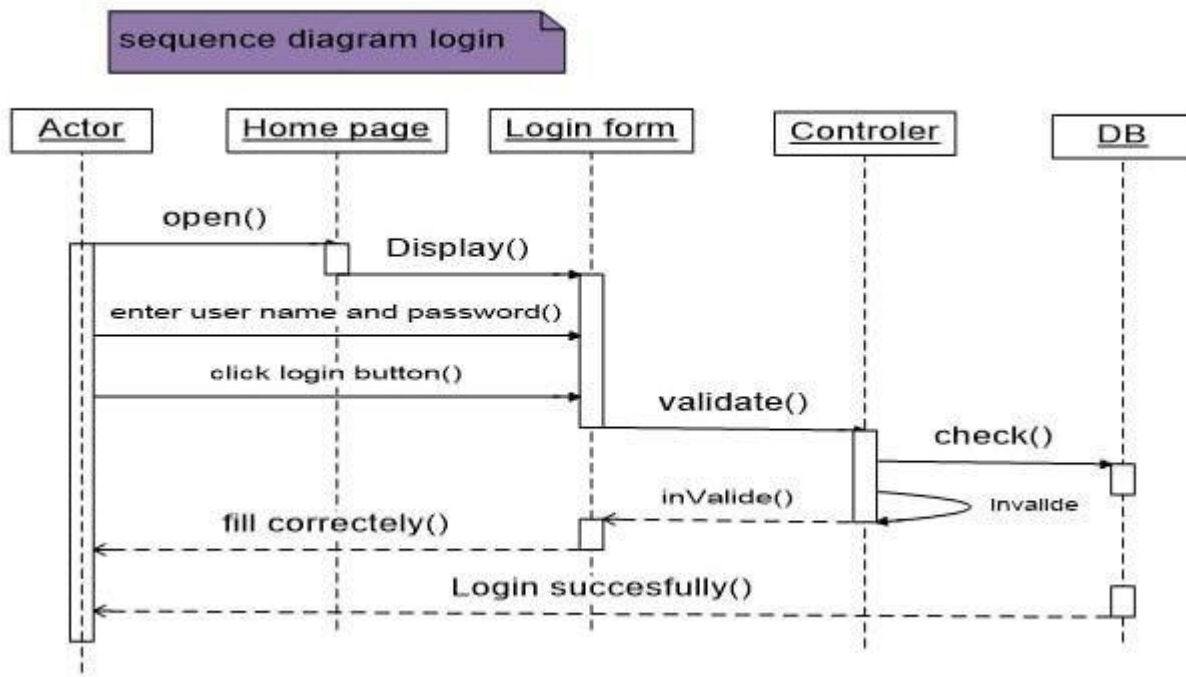 sequence diagram login
Actor
Home page
Login form
Controler
DB
open()
Display()
enter user name and password()
click login button()
validate()
check()
inValide()
Invalide
fill correctely()
Login succesfully()